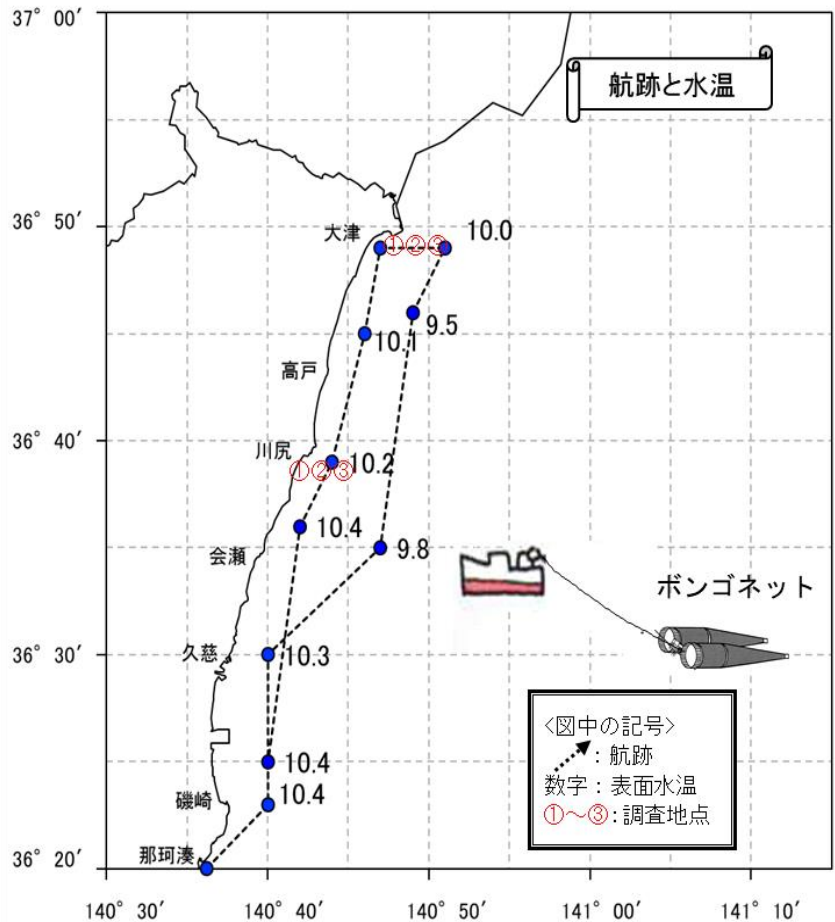 37° 00′
航跡と水温
36° 50′
大津
①②③
10.0
9.5
10.1
高戸
36° 40′
川尻
①②③
10.2
10.4
会瀬
9.8
ボンゴネット
36° 30′
久慈
10.3
<図中の記号>
：航跡
数字：表面水温
①～③：調査地点
10.4
10.4
磯崎
36° 20′
那珂湊
140° 30′
140° 40′
140° 50′
141° 00′
141° 10′